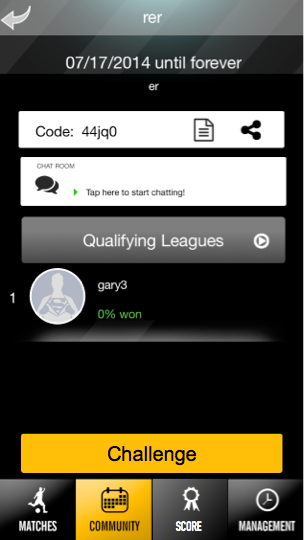 rer
07/17/2014 until forever
er
Code: 44jq0
CHAT ROOM
Tap here to start chatting!
Qualifying Leagues
1
gary3
0% won
Challenge
MATCHES COMMUNITY SCORE MANAGEMENT